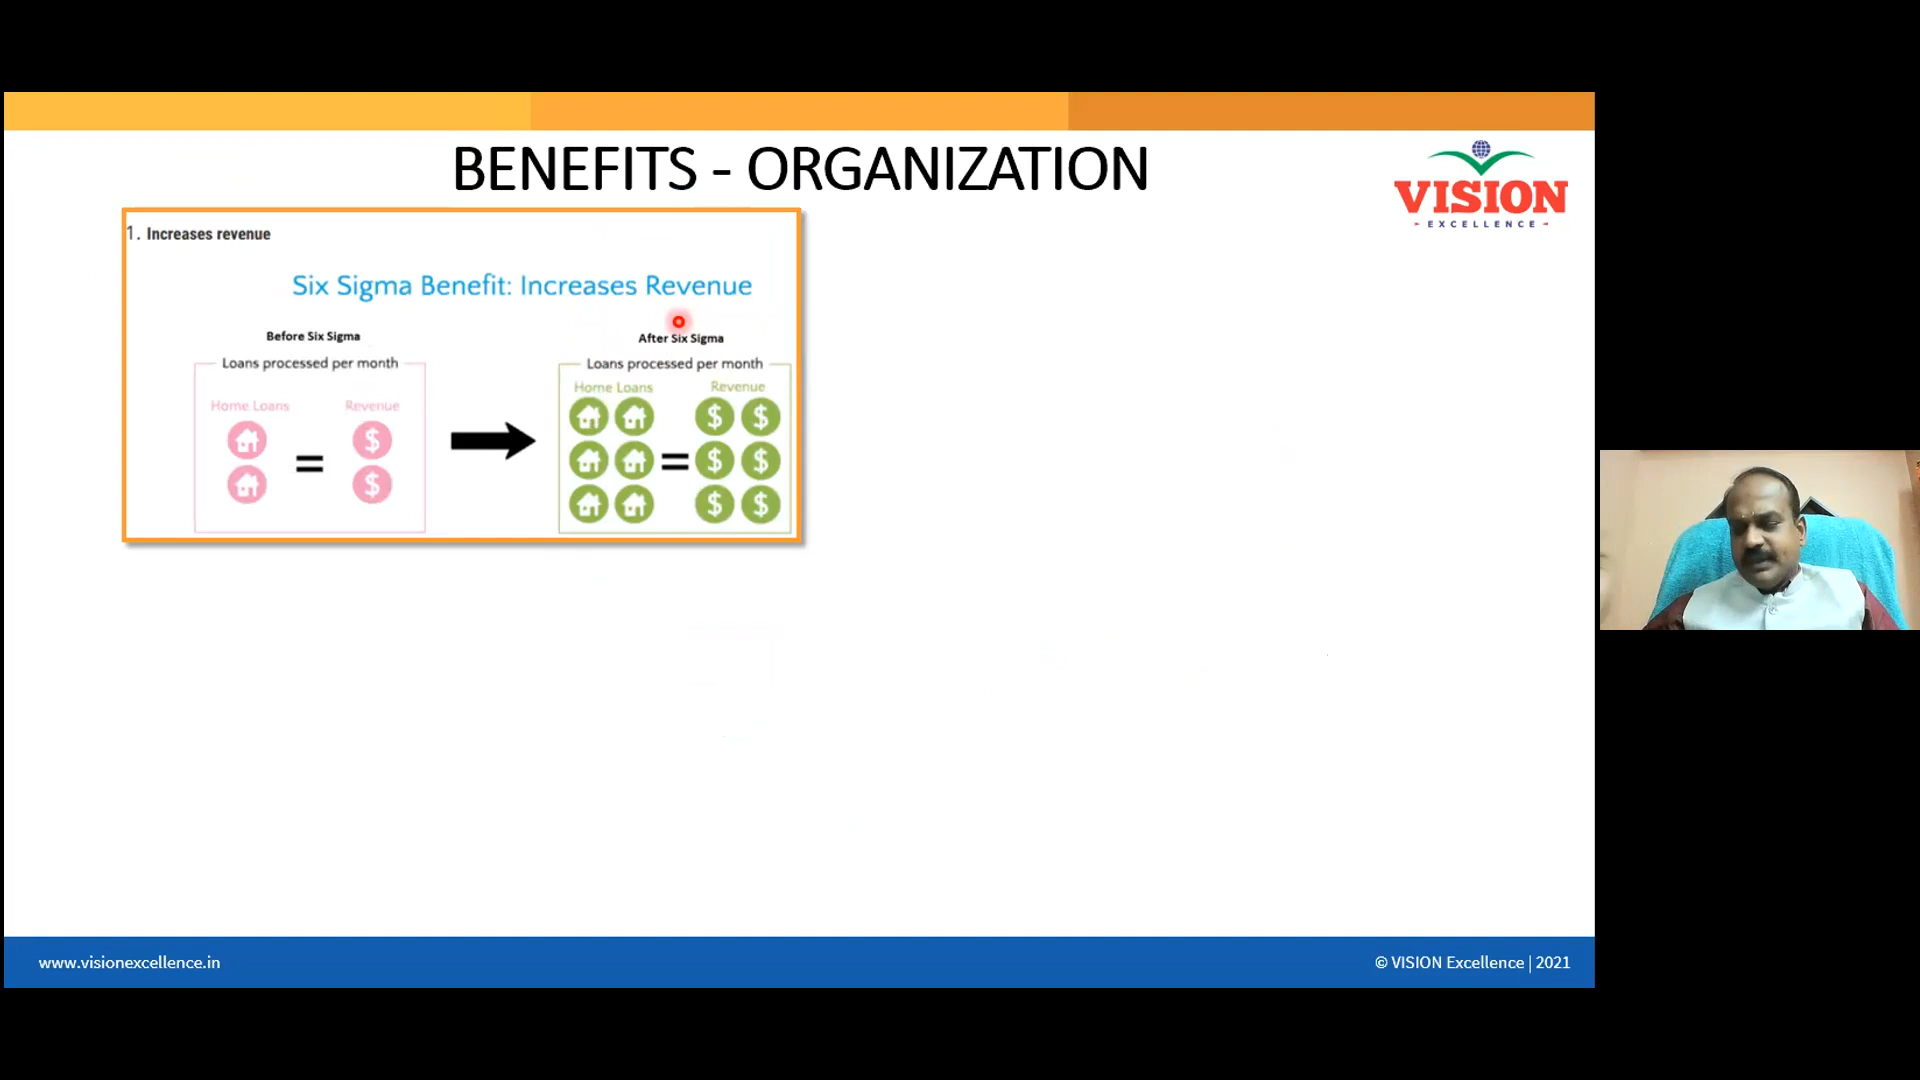 BENEFITS - ORGANIZATION
VISION
EXCELLENCE
1. Increases revenue
Six Sigma Benefit: Increases Revenue
Before Six Sigma
Loans processed per month
Home Loans
Revenue
$
$
=
After Six Sigma
Loans processed per month
Home Loans
Revenue
$ $
= $ $
$ $
www.visionexcellence.in
© VISION Excellence | 2021